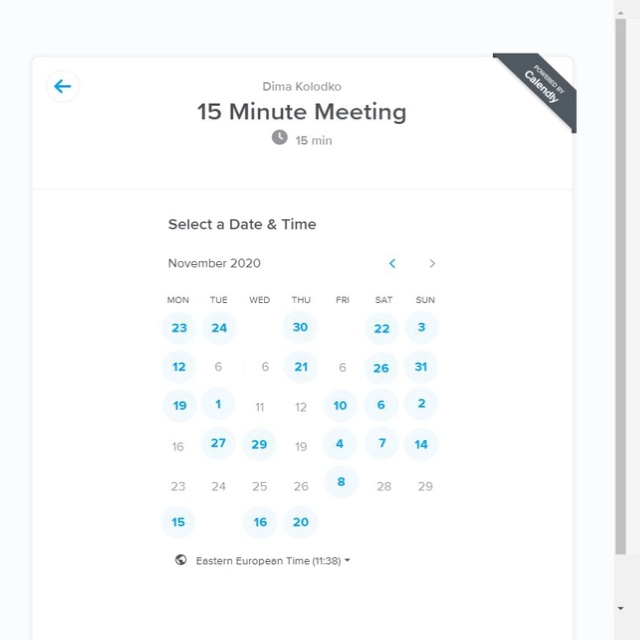 POWERED BY
Calendly
Dima Kolodko
15 Minute Meeting
15 min
Select a Date & Time
November 2020
MON TUE WED THU FRI SAT SUN
23 24 30 22 3
12 6 6 21 6 26 31
19 1 11 12 10 6 2
16 27 29 19 4 7 14
23 24 25 26 8 28 29
15 16 20
Eastern European Time (11:38)